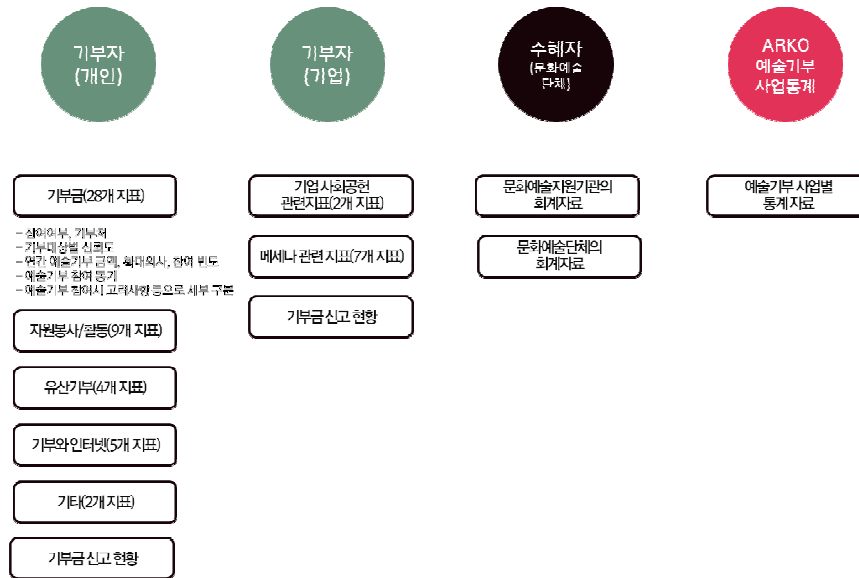 기부자
(개인)
기부자
(기업)
수혜자
(문화예술
단체)
ARKO
예술기부
사업통계
기부금(28개 지표)
- 참여여부, 기부처
- 기부대상별 신뢰도
- 연간 예술기부 금액, 확대의사, 참여 빈도
- 예술기부 참여 동기
- 예술기부 참여시 고려사항 등으로 세부 구분
자원봉사/활동(9개 지표)
유산기부(4개 지표)
기부와 인터넷(5개 지표)
기타(2개 지표)
기부금 신고 현황
기업 사회공헌
관련지표(2개 지표)
메세나 관련 지표(7개 지표)
기부금 신고 현황
문화예술지원기관의
회계자료
문화예술단체의
회계자료
예술기부 사업별
통계 자료